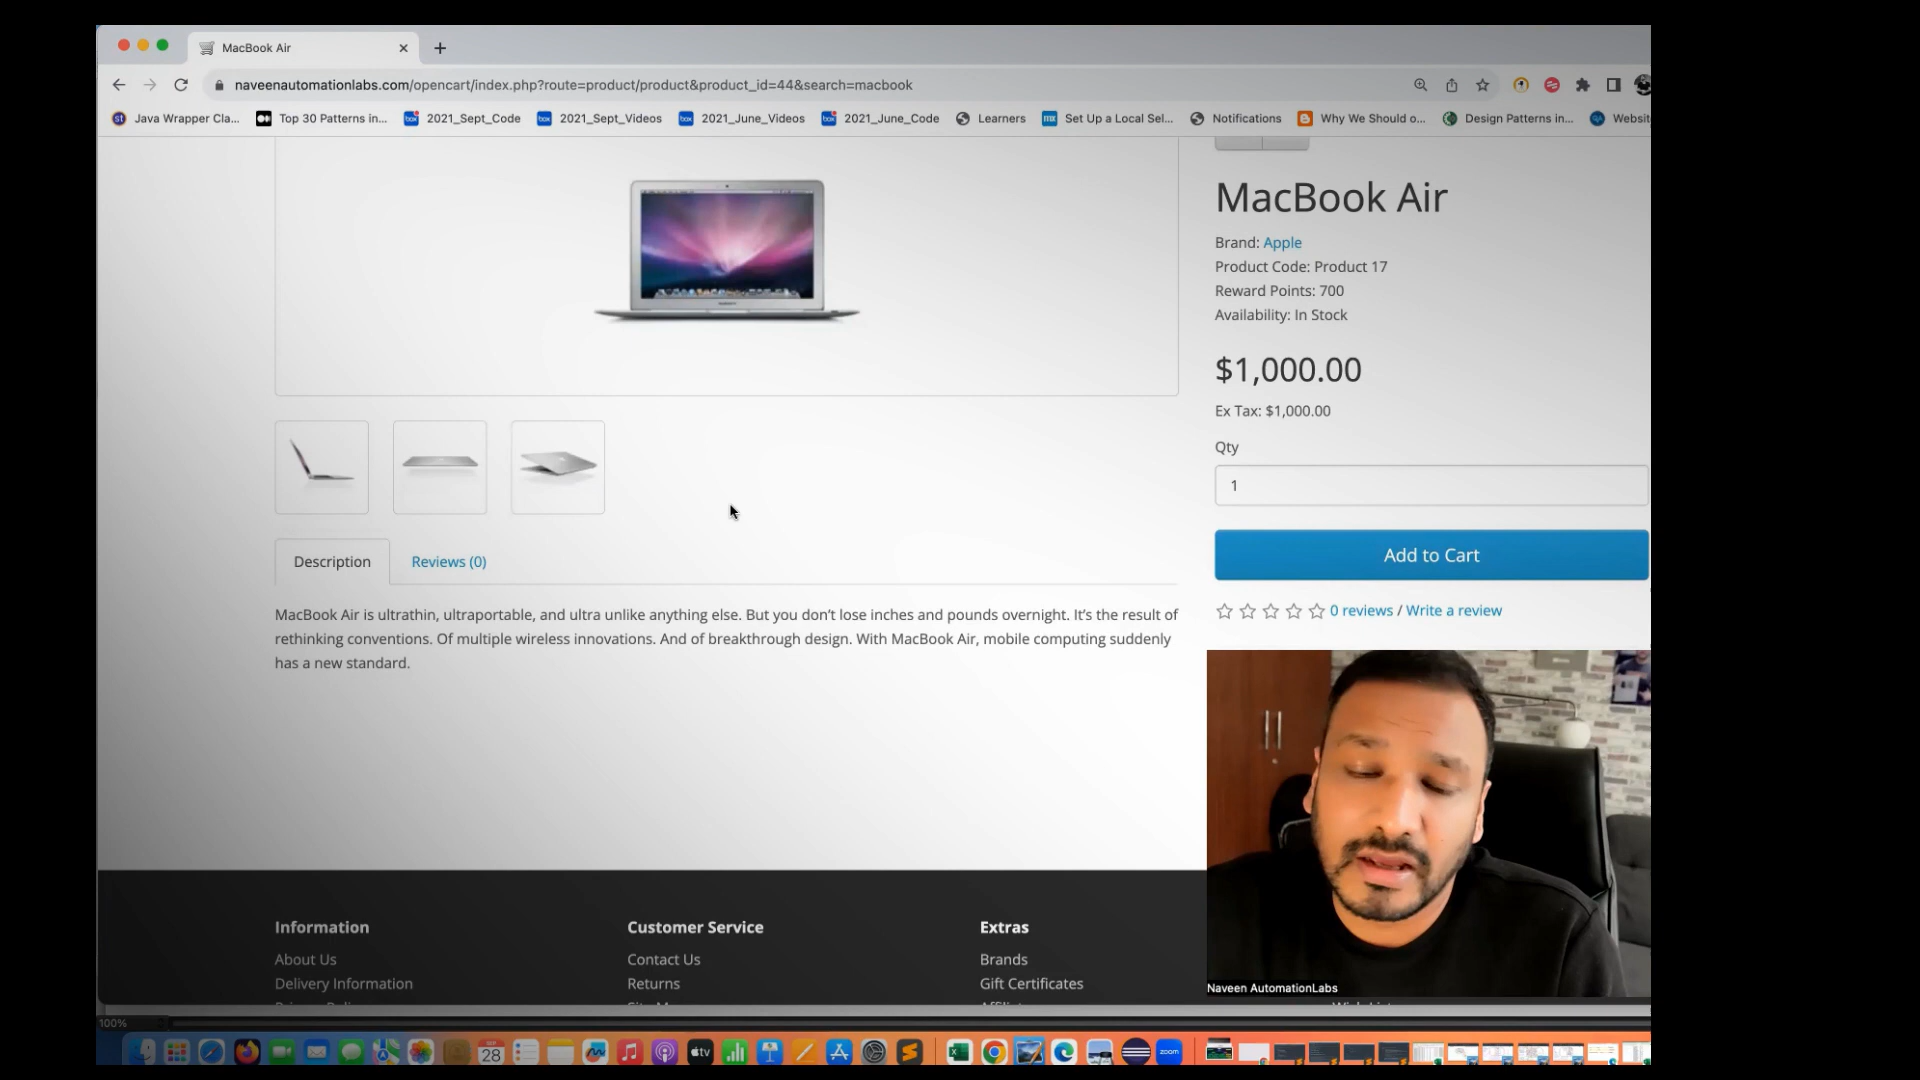 MacBook Air
naveenautomationlabs.com/opencart/index.php?route=product/product&product_id=44&search=macbook
Java Wrapper Cla...
Top 30 Patterns in...
2021_Sept_Code
2021_Sept_Videos
2021_June_Videos
2021_June_Code
Learners
Set Up a Local Sel...
Notifications
Why We Should o...
Design Patterns in...
MacBook Air
Brand: Apple
Product Code: Product 17
Reward Points: 700
Availability: In Stock
$1,000.00
Ex Tax: $1,000.00
Qty
1
Add to Cart
0 reviews / Write a review
Description
Reviews (0)
MacBook Air is ultrathin, ultraportable, and ultra unlike anything else. But you don’t lose inches and pounds overnight. It’s the result of
rethinking conventions. Of multiple wireless innovations. And of breakthrough design. With MacBook Air, mobile computing suddenly
has a new standard.
Information
About Us
Delivery Information
Customer Service
Contact Us
Returns
Extras
Brands
Gift Certificates
Naveen AutomationLabs
100%
SEP
28
tv
zoom